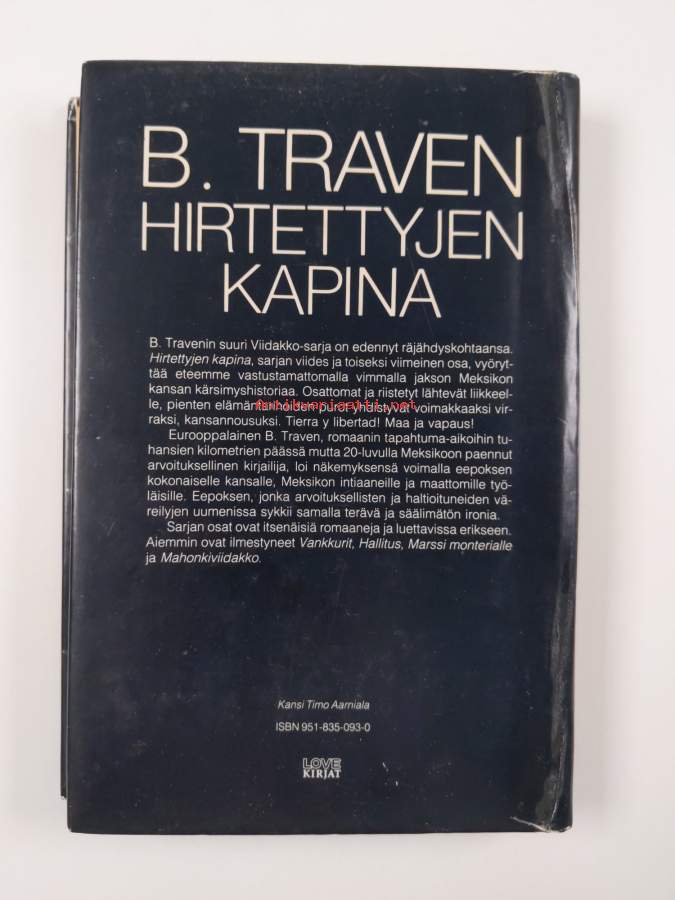 B. TRAVEN
HIRTETTYJEN
KAPINA
B. Travenin suuri Viidakko-sarja on edennyt räjähdyskohtaansa.
Hirtettyjen kapina, sarjan viides ja toiseksi viimeinen osa, vyöryt-
tää eteemme vastustamattomalla vimmalla jakson Meksikon
kansan kärsimyshistoriaa. Osattomat ja riistetyt lähtevät liikkeel-
le, pienten elämäntarinoiden purot yhdistyvät voimakkaaksi vir-
raksi, kansannousuksi. Tierra y libertad! Maa ja vapaus!
Eurooppalainen B. Traven, romaanin tapahtuma-aikoihin tu-
hansien kilometrien päässä mutta 20-luvulla Meksikoon paennut
arvoituksellinen kirjailija, loi näkemyksensä voimalla eepoksen
kokonaiselle kansalle, Meksikon intiaaneille ja maattomille työ-
läisille. Eepoksen, jonka arvoituksellisten ja haltioituneiden vä-
reilyjen uumenissa sykkii samalla terävä ja säälimätön ironia.
Sarjan osat ovat itsenäisiä romaaneja ja luettavissa erikseen.
Aiemmin ovat ilmestyneet Vankkurit, Hallitus, Marssi monterialle
ja Mahonkiviidakko.
Kansi Timo Aarniala
ISBN 951-835-093-0
LOVE
KIRJAT